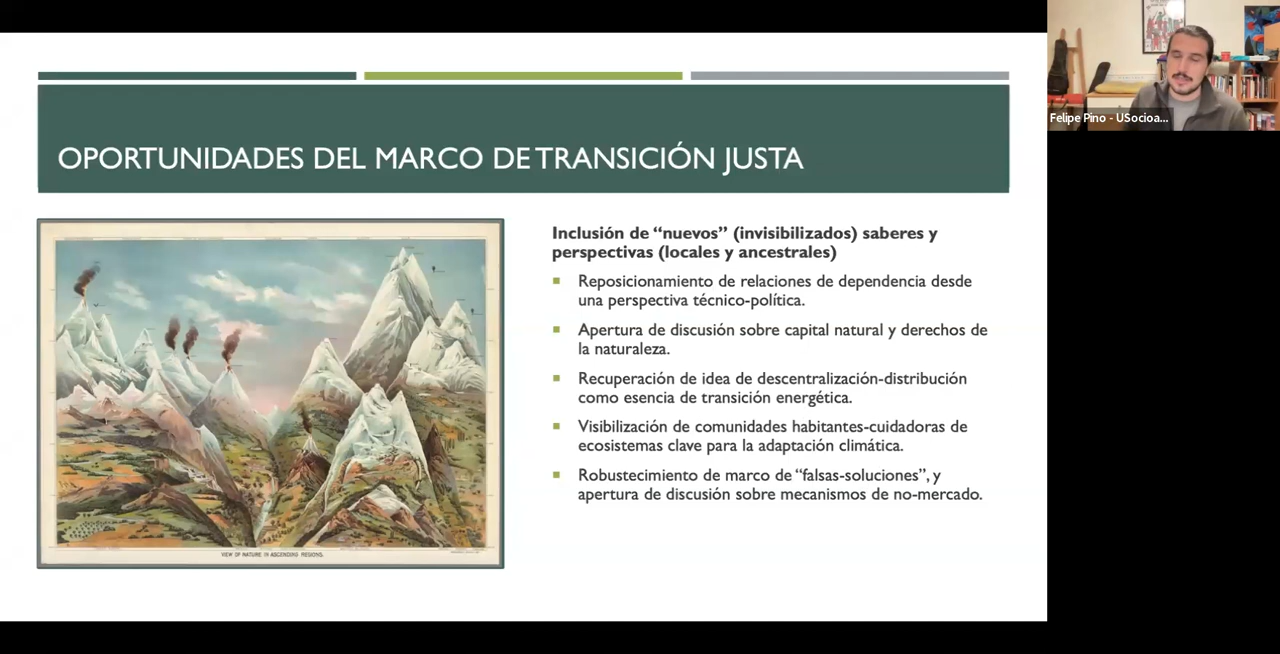 OPORTUNIDADES DEL MARCO DE TRANSICIÓN JUSTA
Felipe Pino - USocioa...
Inclusión de “nuevos” (invisibilizados) saberes y
perspectivas (locales y ancestrales)
Reposicionamiento de relaciones de dependencia desde
una perspectiva técnico-política.
Apertura de discusión sobre capital natural y derechos de
la naturaleza.
Recuperación de idea de descentralización-distribución
como esencia de transición energética.
Visibilización de comunidades habitantes-cuidadoras de
ecosistemas clave para la adaptación climática.
Robustecimiento de marco de “falsas-soluciones”, y
apertura de discusión sobre mecanismos de no-mercado.
VIEW OF NATURE IN ASCENDING REGIONS.